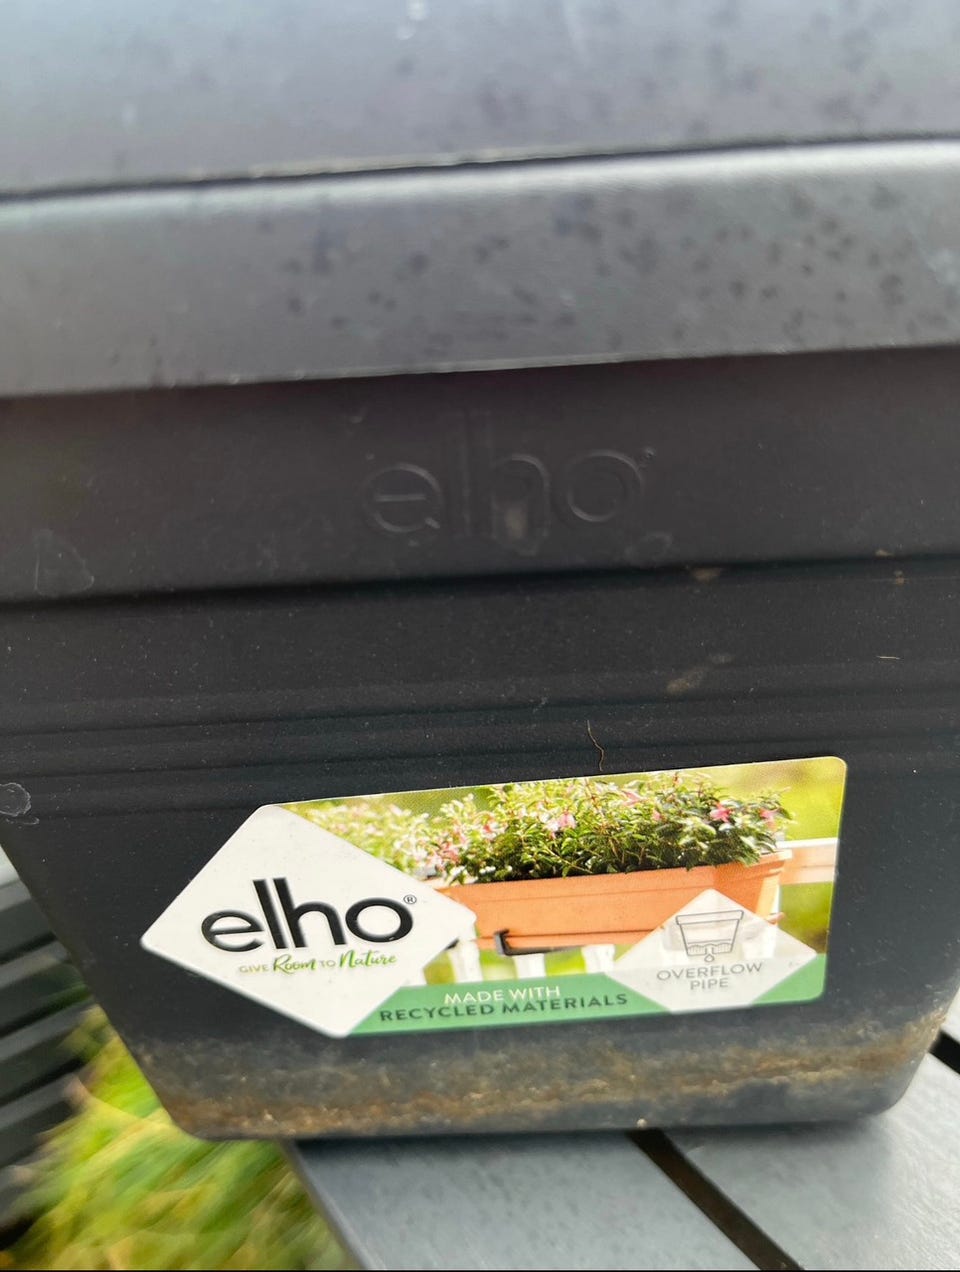 elho
elho®
GIVE Room TO Nature
MADE WITH
RECYCLED MATERIALS
OVERFLOW
PIPE